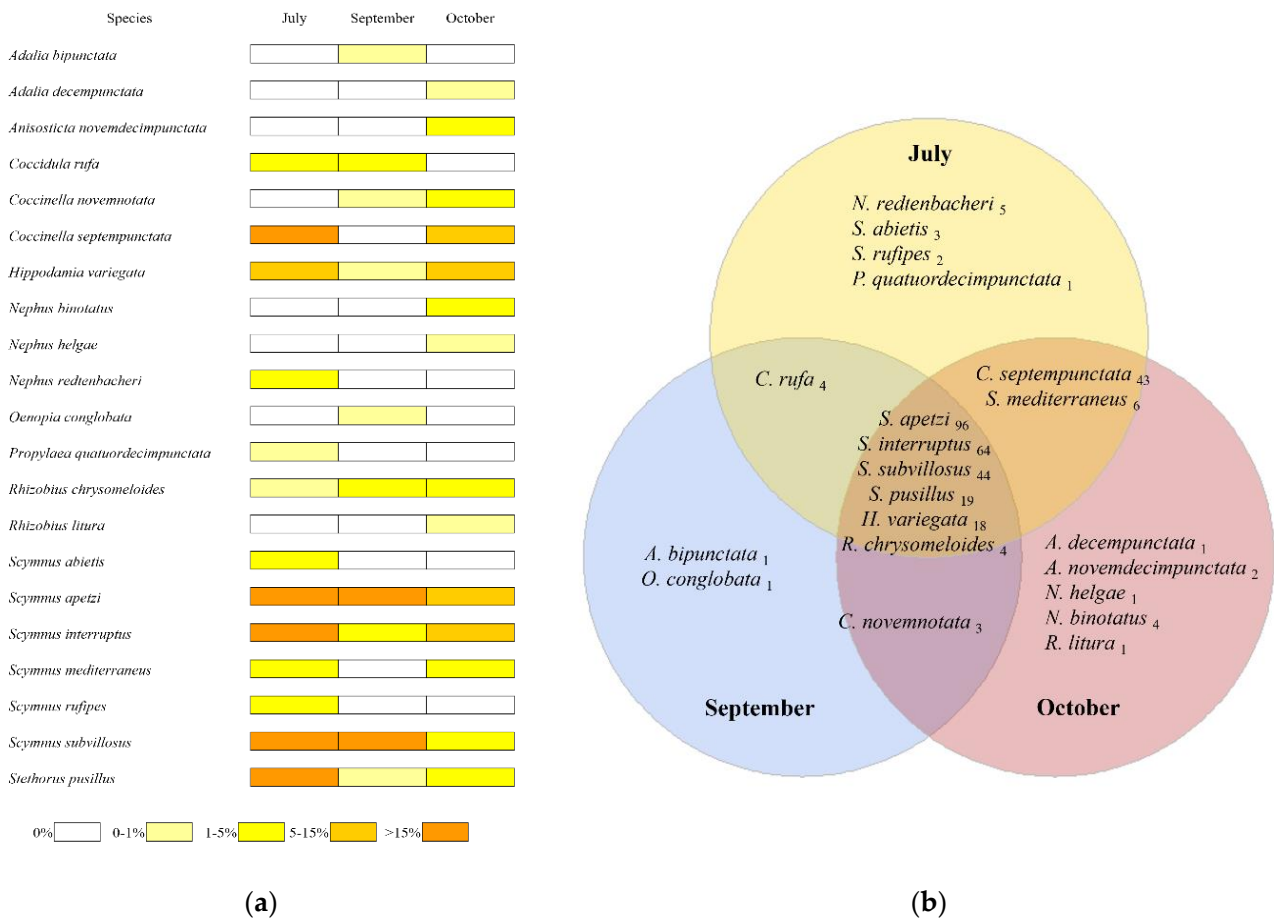 Species July September October
Adalia bipunctata
Adalia decempunctata
Anisosticta novemdecimpunctata
Coccidula rufa
Coccinella novemnotata
Coccinella septempunctata
Hippodamia variegata
Nephus binotatus
Nephus helgae
Nephus redtenbacheri
Oenopia conglobata
Propylaea quatuordecimpunctata
Rhizobius chrysomeloides
Rhizobius litura
Scymnus abietis
Scymnus apetzi
Scymnus interruptus
Scymnus mediterraneus
Scymnus rufipes
Scymnus subvillosus
Stethorus pusillus
0% 0-1% 1-5% 5-15% >15%
(a)
July
N. redtenbacheri 5
S. abietis 3
S. rufipes 2
P. quatuordecimpunctata 1
C. rufa 4
C. septempunctata 43
S. mediterraneus 6
S. apetzi 96
S. interruptus 64
S. subvillosus 44
S. pusillus 19
H. variegata 18
R. chrysomeloides 4
A. bipunctata 1
O. conglobata 1
A. decempunctata 1
A. novemdecimpunctata 2
N. helgae 1
N. binotatus 4
R. litura 1
C. novemnotata 3
September
October
(b)